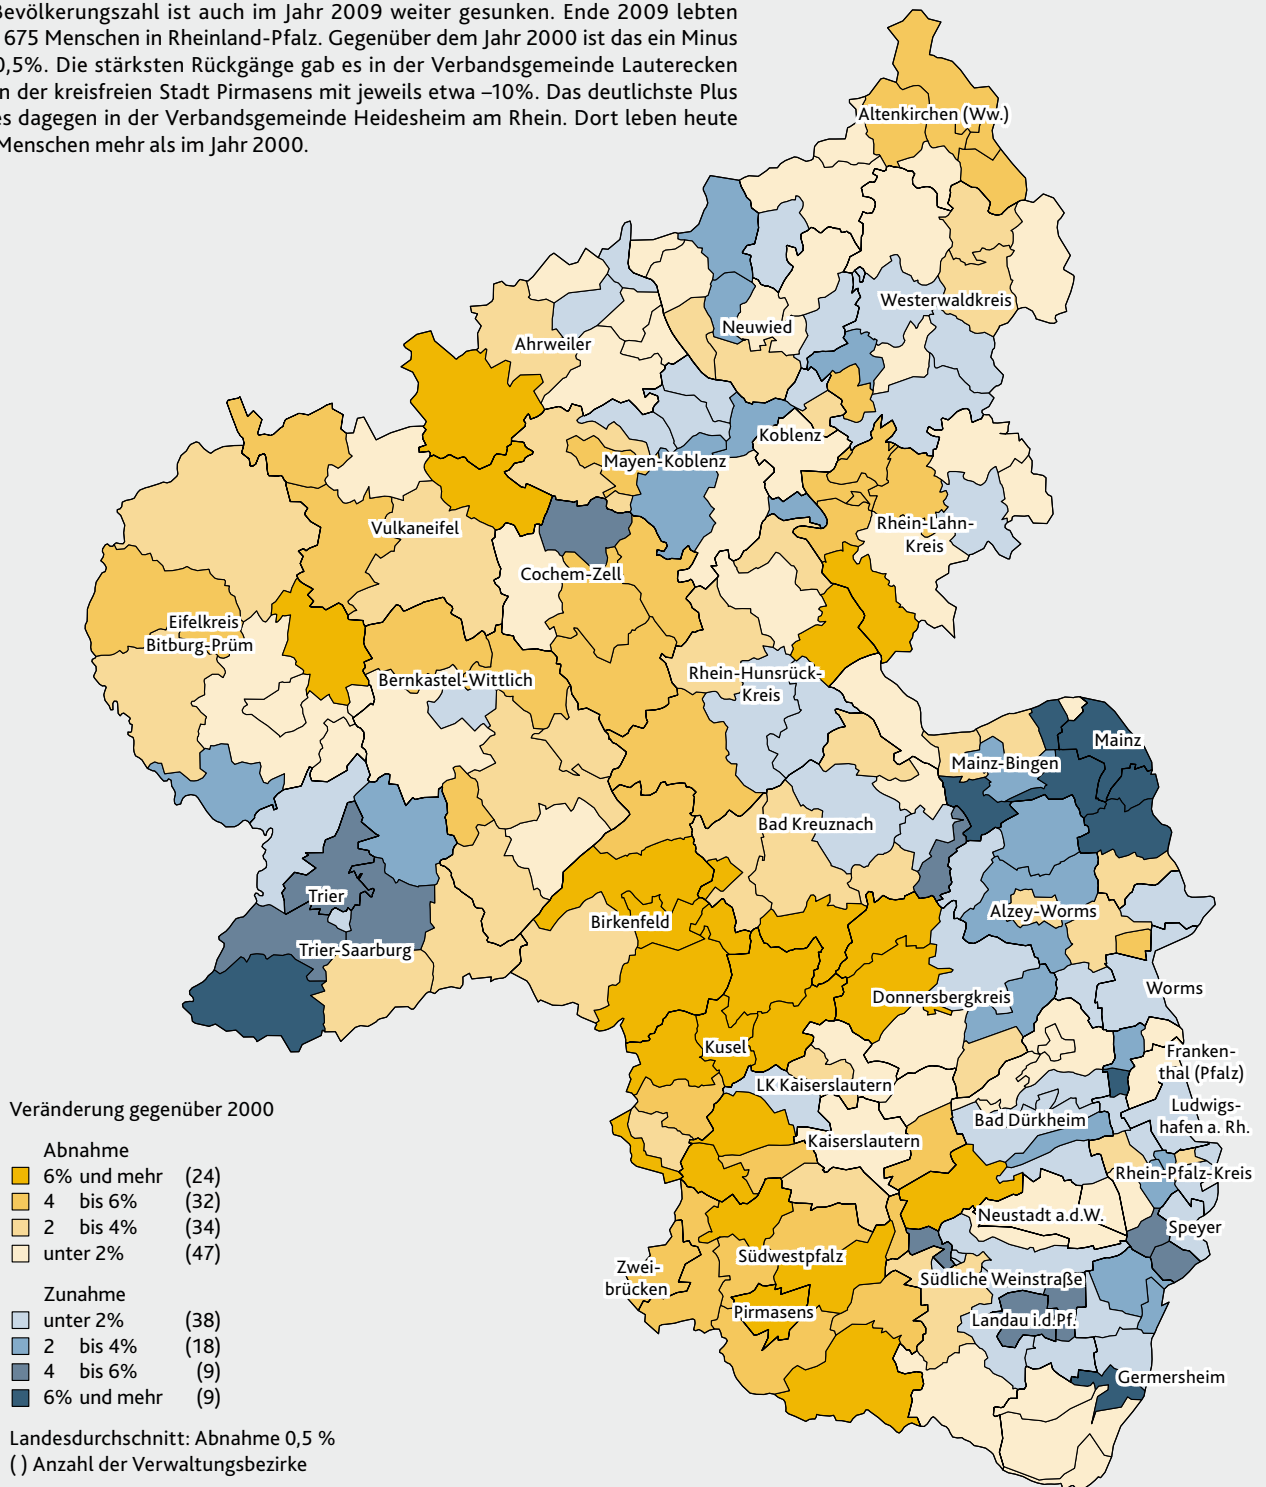 Bevölkerungszahl ist auch im Jahr 2009 weiter gesunken. Ende 2009 lebten
675 Menschen in Rheinland-Pfalz. Gegenüber dem Jahr 2000 ist das ein Minus
0,5%. Die stärksten Rückgänge gab es in der Verbandsgemeinde Lauterecken
n der kreisfreien Stadt Pirmasens mit jeweils etwa –10%. Das deutlichste Plus
es dagegen in der Verbandsgemeinde Heidesheim am Rhein. Dort leben heute
Menschen mehr als im Jahr 2000.
Altenkirchen (Ww.)
Westerwaldkreis
Neuwied
Ahrweiler
Koblenz
Mayen-Koblenz
Vulkaneifel
Rhein-Lahn-
Kreis
Cochem-Zell
Eifelkreis
Bitburg-Prüm
Bernkastel-Wittlich
Rhein-Hunsrück-
Kreis
Mainz
Mainz-Bingen
Bad Kreuznach
Trier
Birkenfeld
Alzey-Worms
Trier-Saarburg
Worms
Donnersbergkreis
Kusel
Franken-
thal (Pfalz)
LK Kaiserslautern
Ludwigs-
hafen a. Rh.
Bad Dürkheim
Kaiserslautern
Rhein-Pfalz-Kreis
Neustadt a.d.W.
Speyer
Südwestpfalz
Zwei-
brücken
Südliche Weinstraße
Pirmasens
Landau i.d.Pf.
Germersheim
Veränderung gegenüber 2000
Abnahme
6% und mehr (24)
4 bis 6% (32)
2 bis 4% (34)
unter 2% (47)
Zunahme
unter 2% (38)
2 bis 4% (18)
4 bis 6% (9)
6% und mehr (9)
Landesdurchschnitt: Abnahme 0,5 %
( ) Anzahl der Verwaltungsbezirke